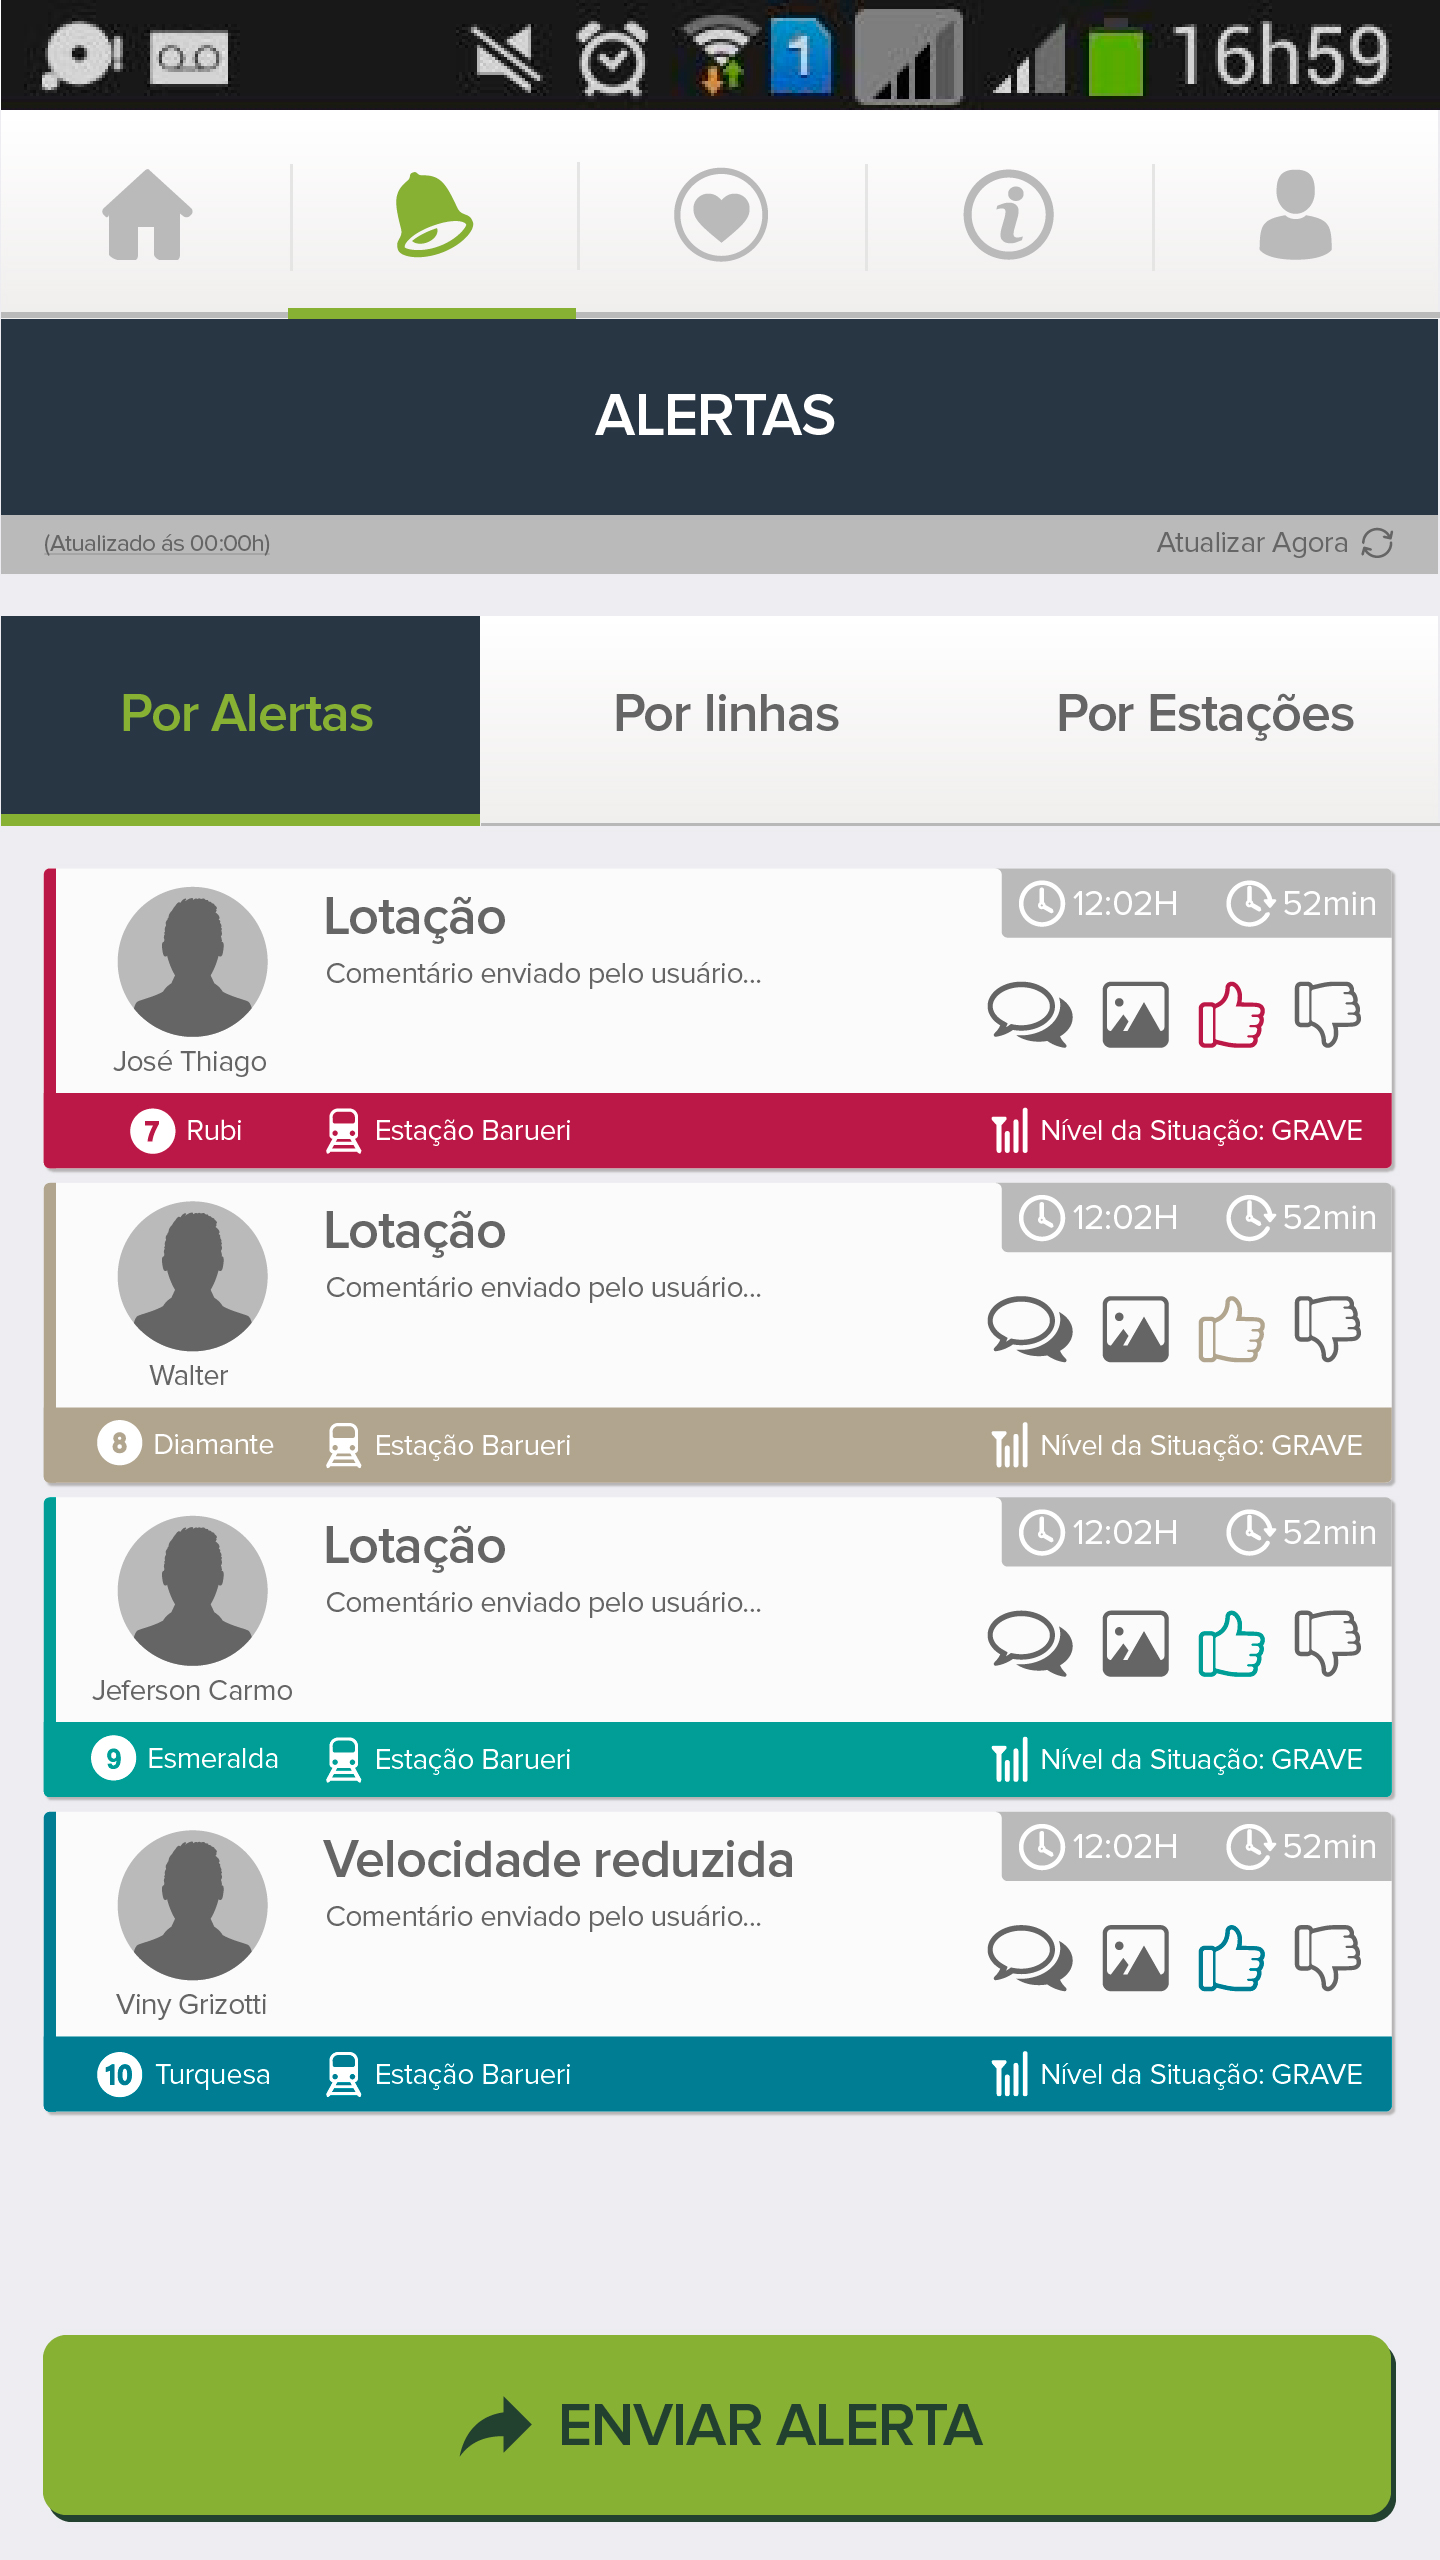 1 16h59
ALERTAS
(Atualizado ás 00:00h) Atualizar Agora
Por Alertas Por linhas Por Estações
Lotação 12:02H 52min
Comentário enviado pelo usuário...
José Thiago
7 Rubi Estação Barueri Nível da Situação: GRAVE
Lotação 12:02H 52min
Comentário enviado pelo usuário...
Walter
8 Diamante Estação Barueri Nível da Situação: GRAVE
Lotação 12:02H 52min
Comentário enviado pelo usuário...
Jeferson Carmo
9 Esmeralda Estação Barueri Nível da Situação: GRAVE
Velocidade reduzida 12:02H 52min
Comentário enviado pelo usuário...
Viny Grizotti
10 Turquesa Estação Barueri Nível da Situação: GRAVE
ENVIAR ALERTA